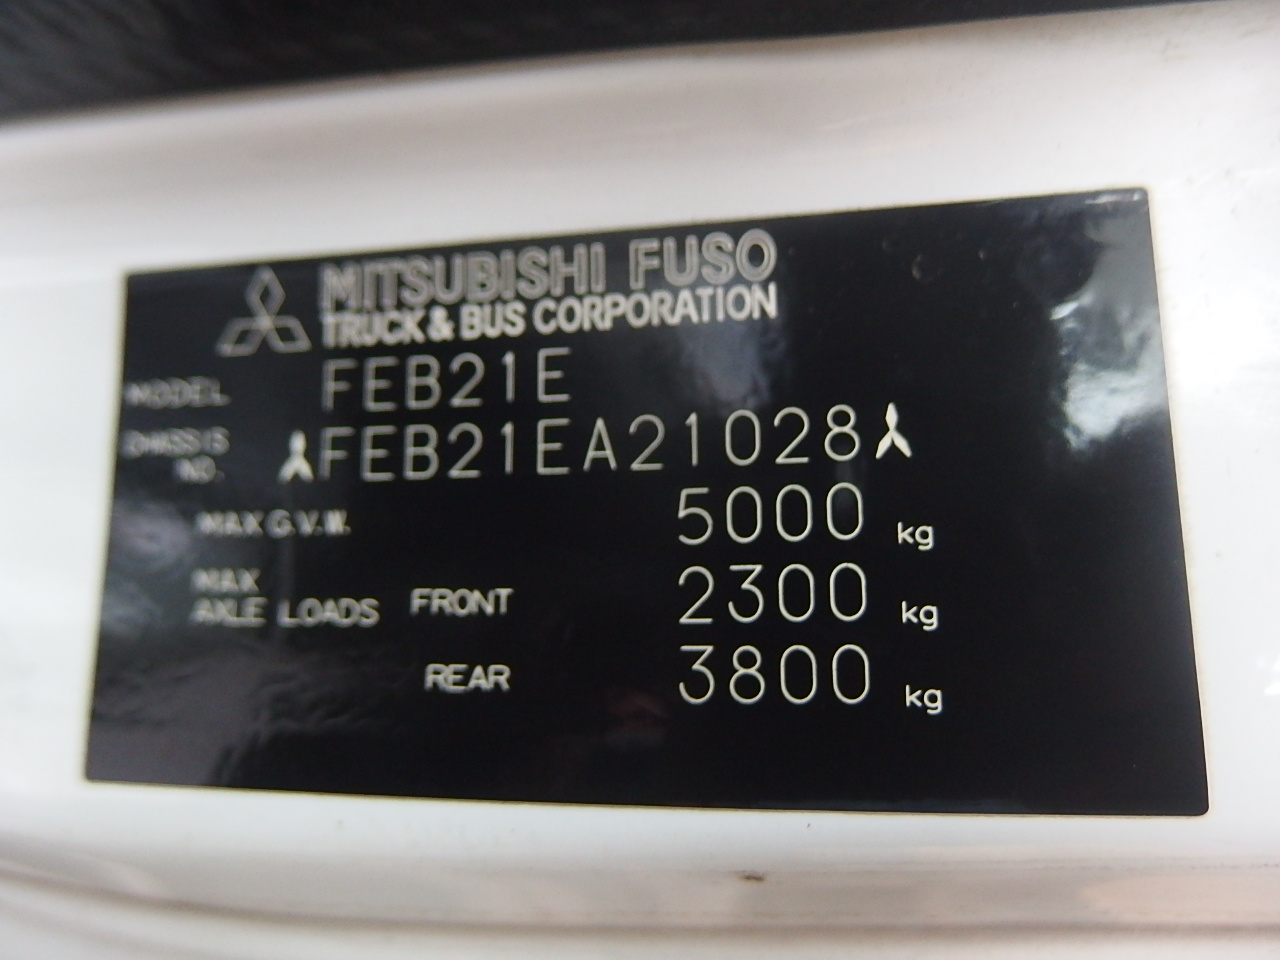 MITSUBISHI FUSO
TRUCK & BUS CORPORATION
MODEL FEB21E
CHASSIS NO. FEB21EA21028
MAX G.V.W. 5000 kg
MAX AXLE LOADS FRONT 2300 kg
REAR 3800 kg